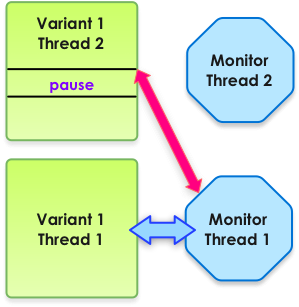 Variant 1
Thread 2
pause
Monitor
Thread 2
Variant 1
Thread 1
Monitor
Thread 1